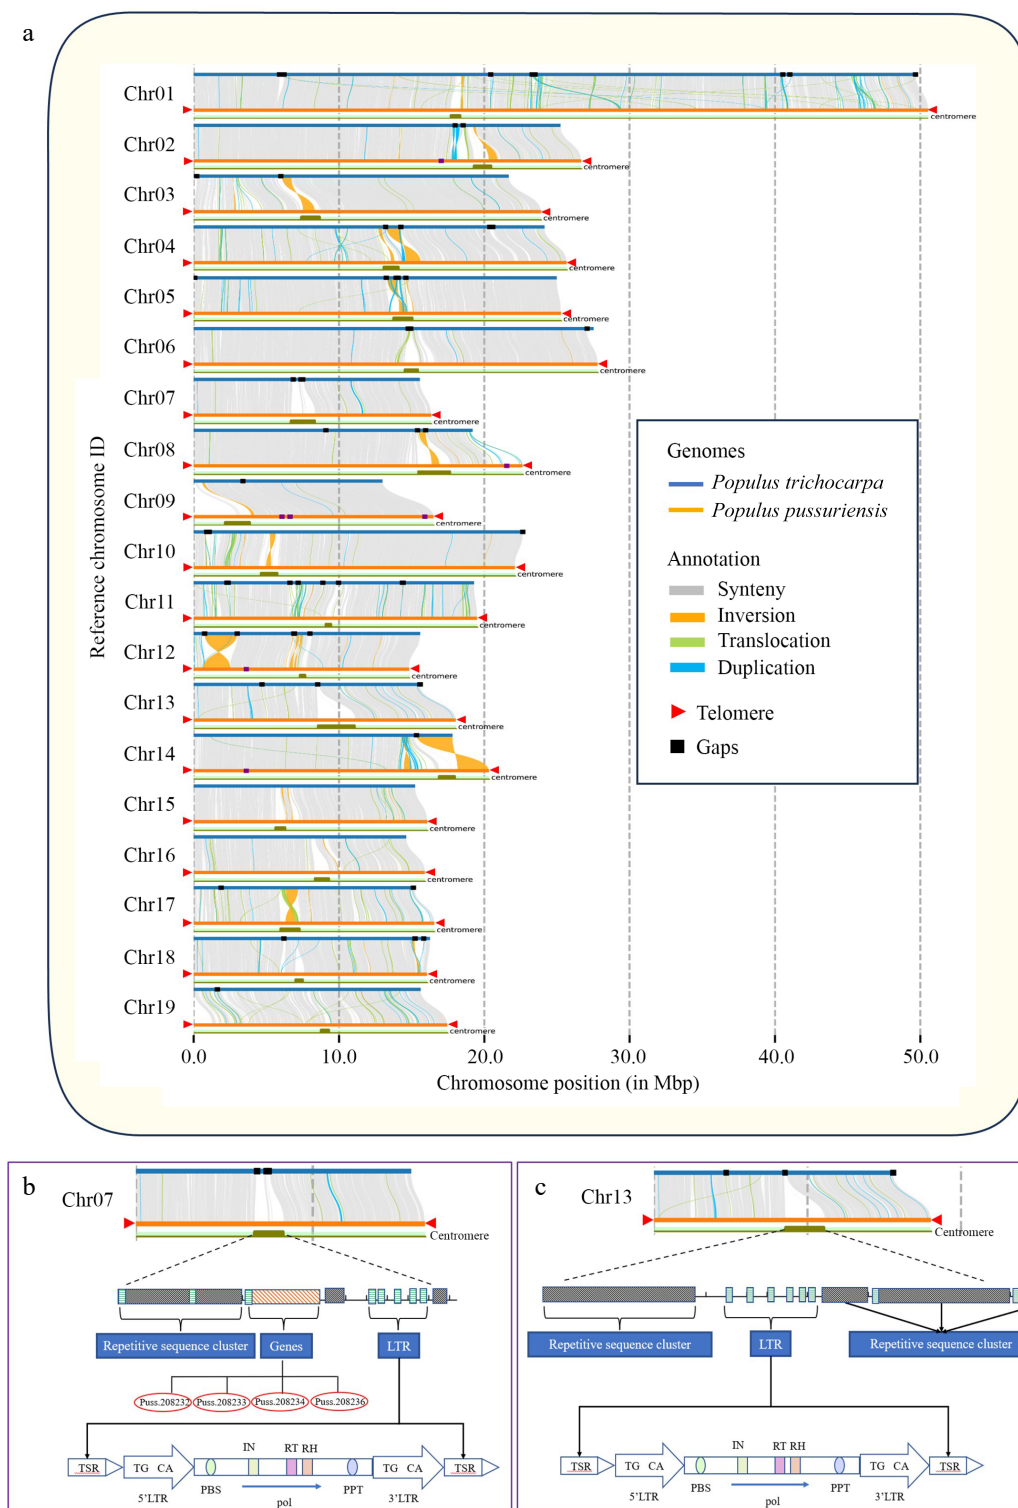 a
Chr01
centromere
Chr02
centromere
Chr03
centromere
Chr04
centromere
Chr05
centromere
Chr06
centromere
Chr07
centromere
Chr08
centromere
Chr09
centromere
Chr10
centromere
Chr11
centromere
Chr12
centromere
Chr13
centromere
Chr14
centromere
Chr15
centromere
Chr16
centromere
Chr17
centromere
Chr18
centromere
Chr19
centromere
Reference chromosome ID
0.0 10.0 20.0 30.0 40.0 50.0
Chromosome position (in Mbp)
Genomes
Populus trichocarpa
Populus pussuriensis
Annotation
Synteny
Inversion
Translocation
Duplication
Telomere
Gaps
b
Chr07
Centromere
Repetitive sequence cluster Genes LTR
Puss.208232 Puss.208233 Puss.208234 Puss.208236
TSR TG CA IN RT RH TG CA TSR
5'LTR PBS pol PPT 3'LTR
c
Chr13
Centromere
Repetitive sequence cluster LTR Repetitive sequence cluster
TSR TG CA IN RT RH TG CA TSR
5'LTR PBS pol PPT 3'LTR